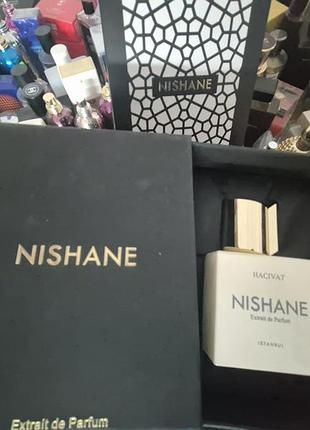 NISHANE
NISHANE
Extrait de Parfum
HACIVAT
NISHANE
Extrait de Parfum
ISTANBUL